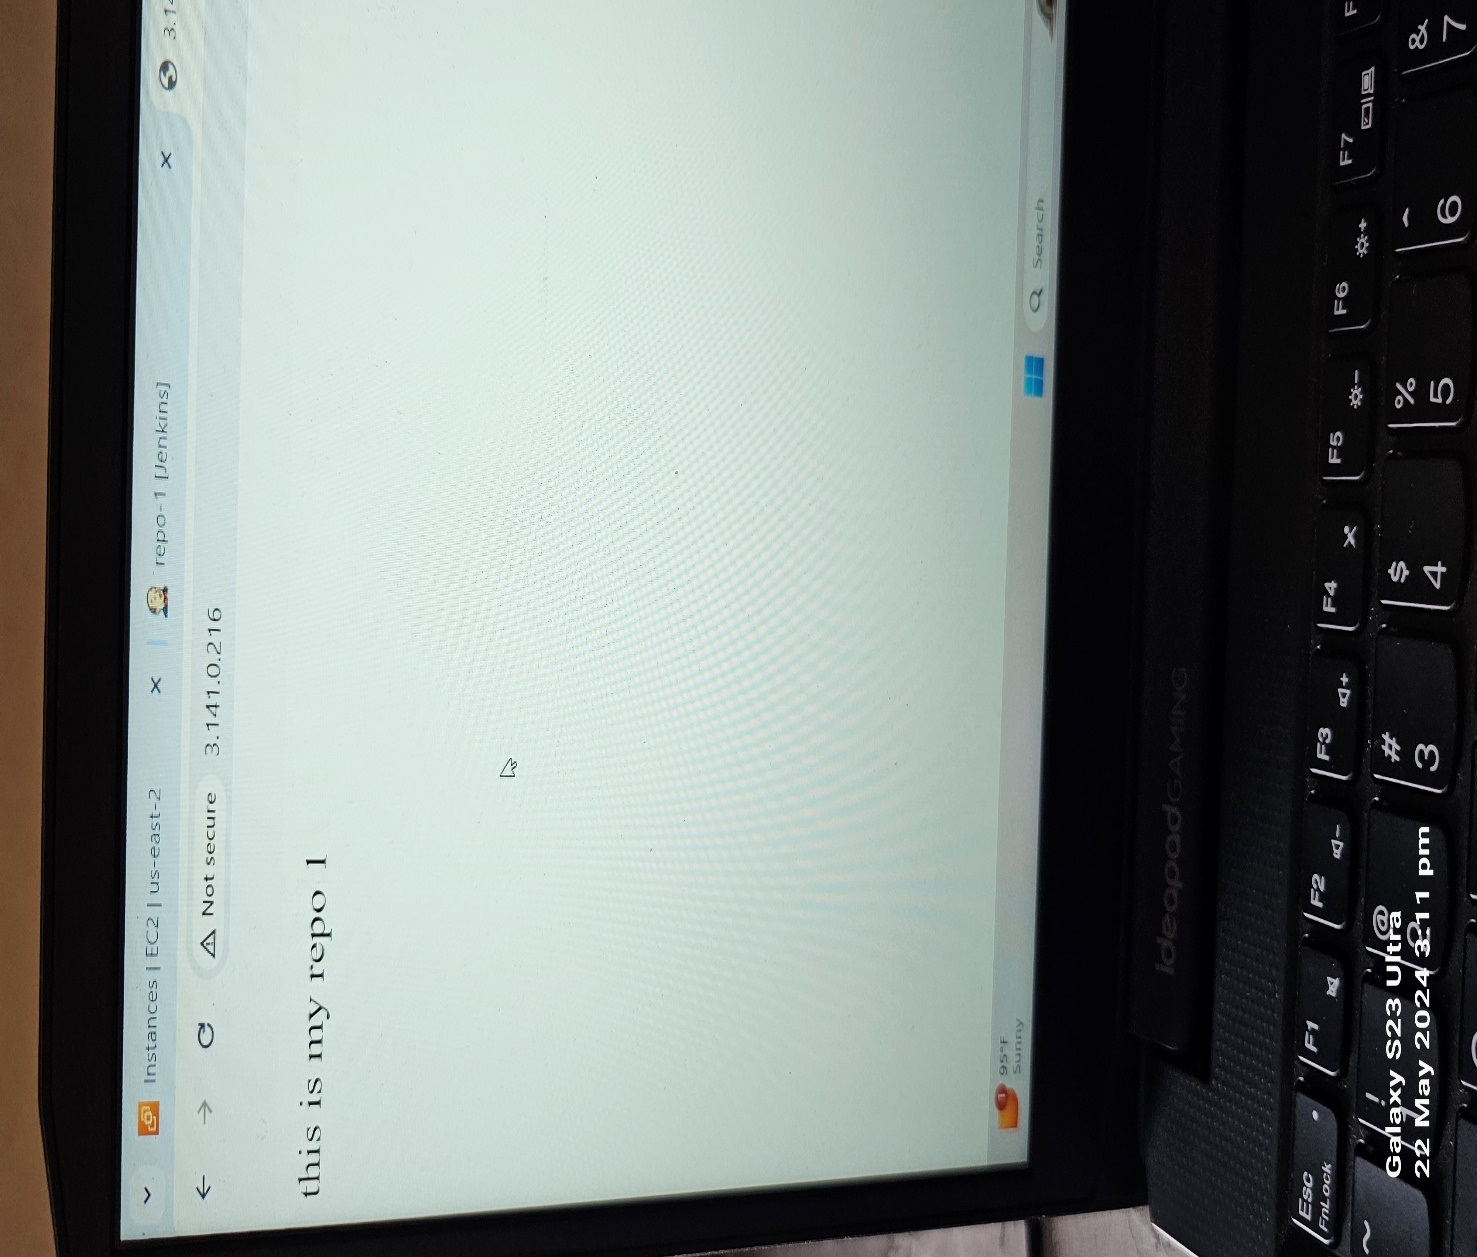 Instances | EC2 | us-east-2
repo-1 [Jenkins]
3.14
Not secure
3.141.0.216
this is my repo 1
1
95°F
Sunny
Search
ideapad GAMING
Esc
FnLock
F1
F2
F3
F4
F5
F6
F7
F
~
!
@
#
3
$
4
%
5
^
6
&
7
Galaxy S23 Ultra
22 May 2024 3:11 pm